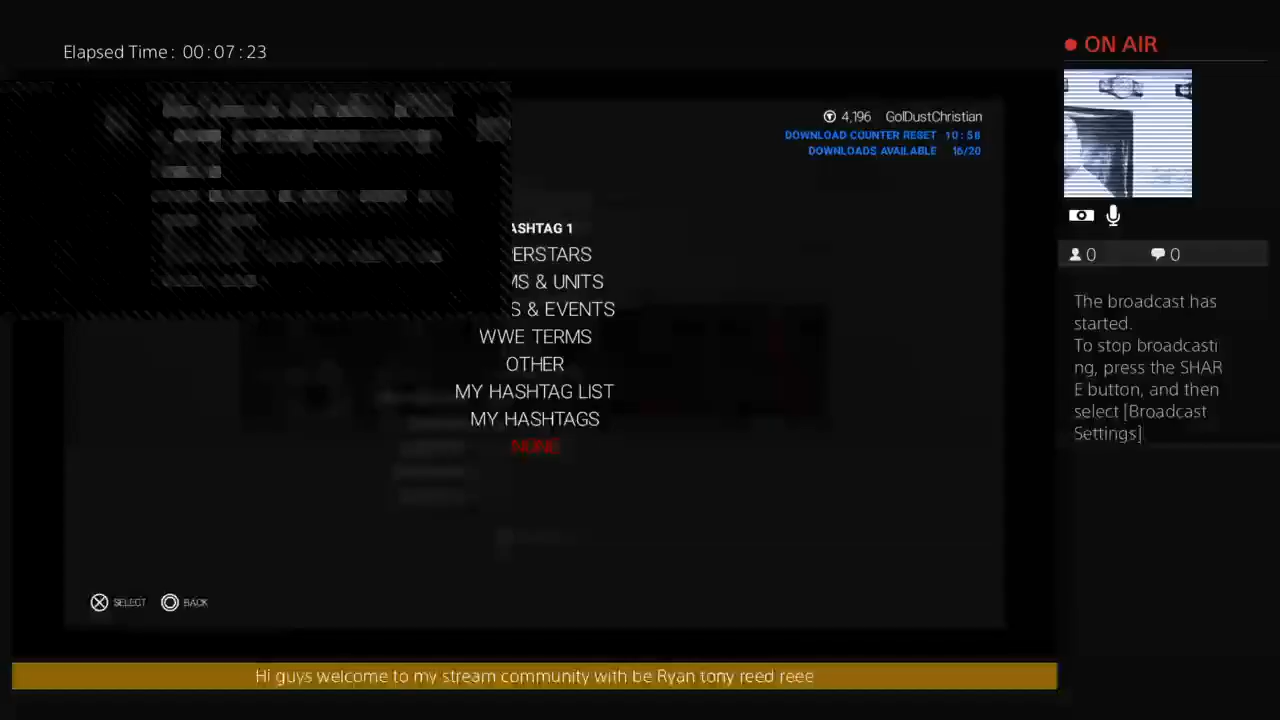 Elapsed Time: 00:07:23
ON AIR
4,196 GolDustChristian
DOWNLOAD COUNTER RESET 10:58
DOWNLOADS AVAILABLE 16/20
ASHTAG 1
ERSTARS
MS & UNITS
S & EVENTS
WWE TERMS
OTHER
MY HASHTAG LIST
MY HASHTAGS
NONE
SELECT BACK
0 0
The broadcast has
started.
To stop broadcasti
ng, press the SHAR
E button, and then
select [Broadcast
Settings]
Hi guys welcome to my stream community with be Ryan tony reed reee